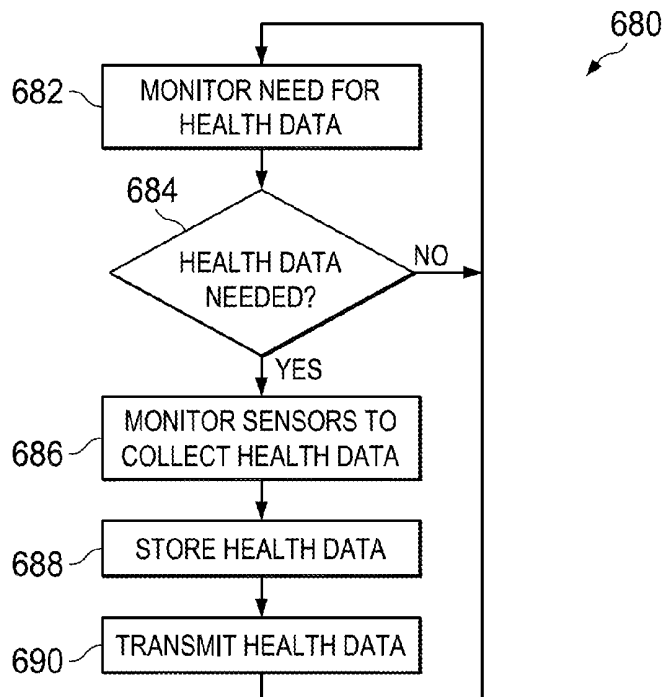 680
682
MONITOR NEED FOR
HEALTH DATA
684
HEALTH DATA
NEEDED?
NO
YES
686
MONITOR SENSORS TO
COLLECT HEALTH DATA
688
STORE HEALTH DATA
690
TRANSMIT HEALTH DATA